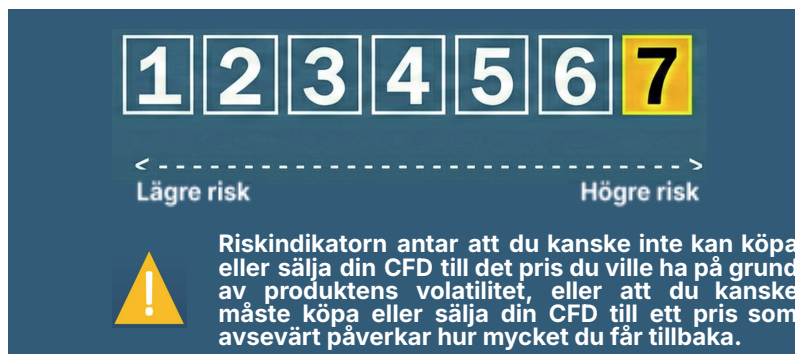 1 2 3 4 5 6 7
Lägre risk Högre risk
Riskindikatorn antar att du kanske inte kan köpa
eller sälja din CFD till det pris du ville ha på grund
av produktens volatilitet, eller att du kanske
måste köpa eller sälja din CFD till ett pris som
avsevärt påverkar hur mycket du får tillbaka.